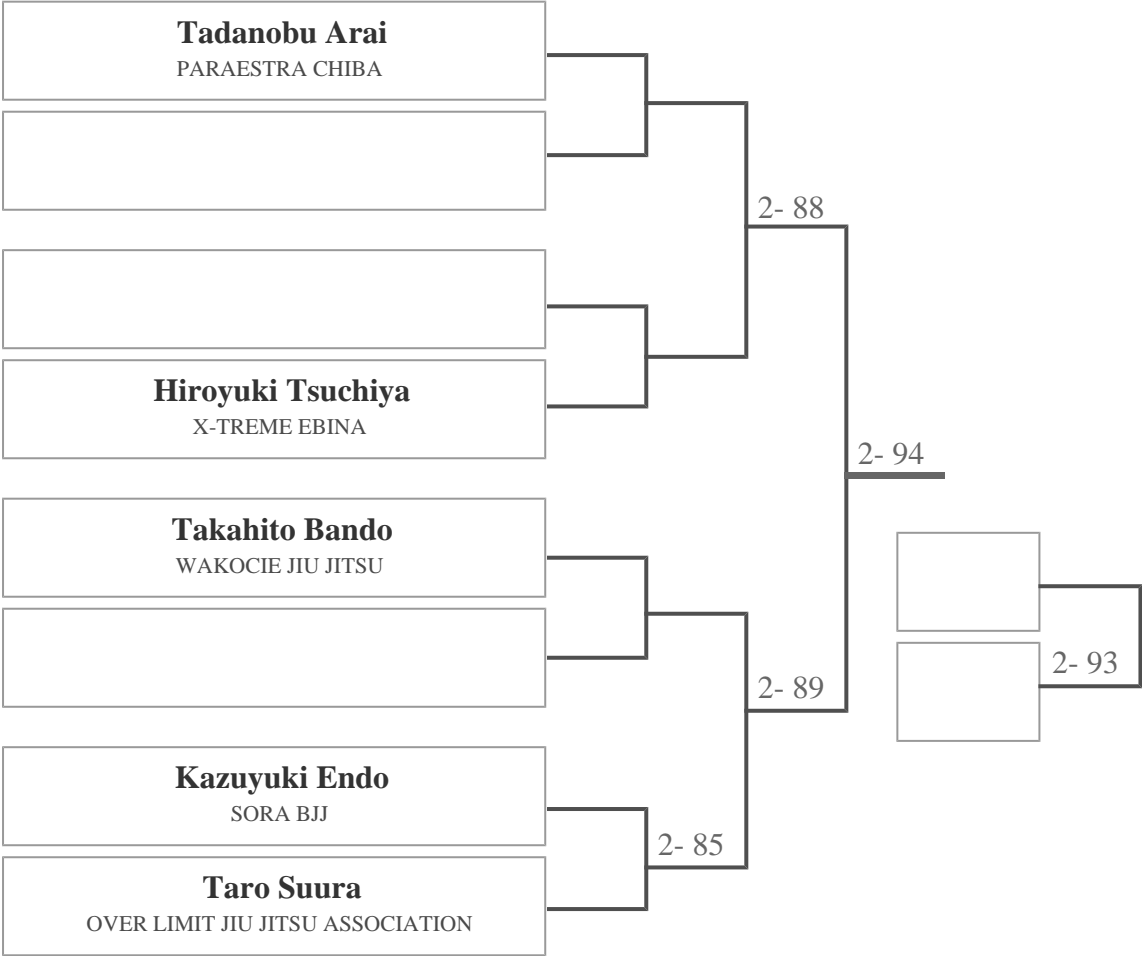 Tadanobu Arai
PARAESTRA CHIBA
2- 88
Hiroyuki Tsuchiya
X-TREME EBINA
2- 94
Takahito Bando
WAKOCIE JIU JITSU
2- 93
2- 89
Kazuyuki Endo
SORA BJJ
2- 85
Taro Suura
OVER LIMIT JIU JITSU ASSOCIATION